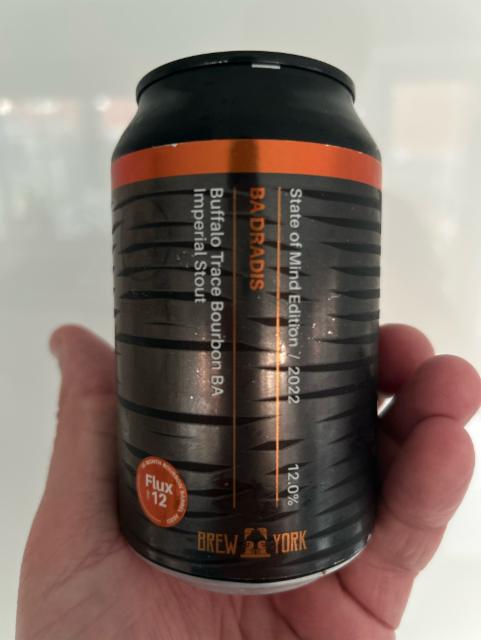 State of Mind Edition / 2022 12.0%
BA DRADIS
Buffalo Trace Bourbon BA
Imperial Stout
Flux
12
BREW YORK